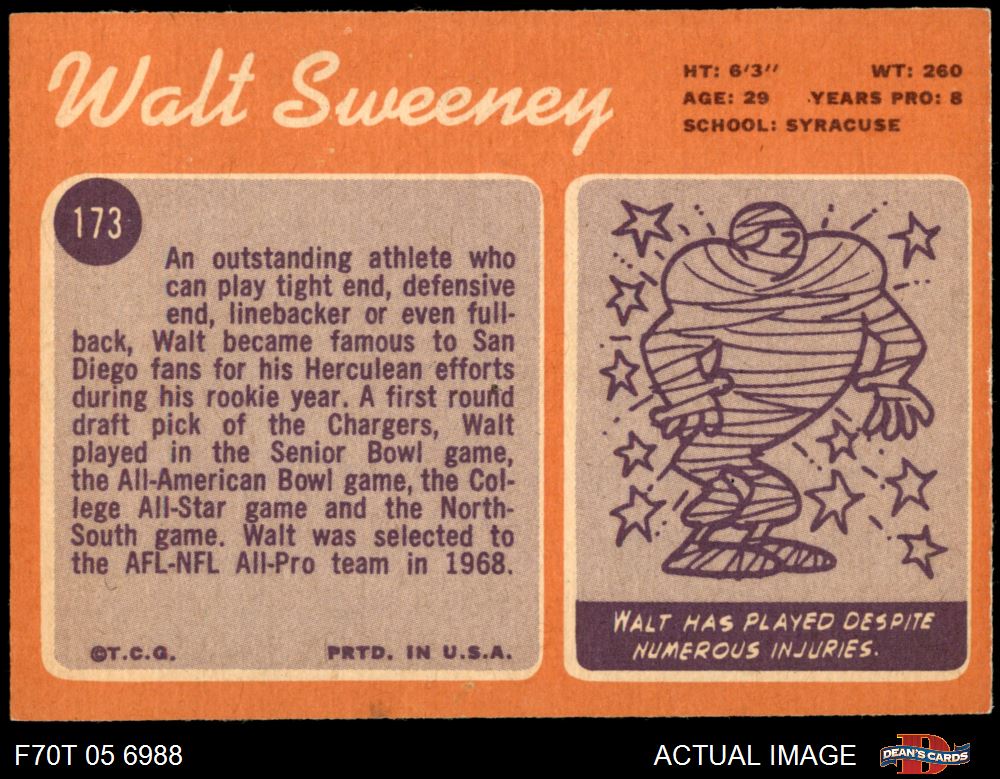 Walt Sweeney
HT: 6'3'' WT: 260
AGE: 29 YEARS PRO: 8
SCHOOL: SYRACUSE
173
An outstanding athlete who
can play tight end, defensive
end, linebacker or even full-
back, Walt became famous to San
Diego fans for his Herculean efforts
during his rookie year. A first round
draft pick of the Chargers, Walt
played in the Senior Bowl game,
the All-American Bowl game, the Col-
lege All-Star game and the North-
South game. Walt was selected to
the AFL-NFL All-Pro team in 1968.
©T.C.G. PRTD. IN U.S.A.
WALT HAS PLAYED DESPITE
NUMEROUS INJURIES.
F70T 05 6988 ACTUAL IMAGE
D
DEAN'S CARDS